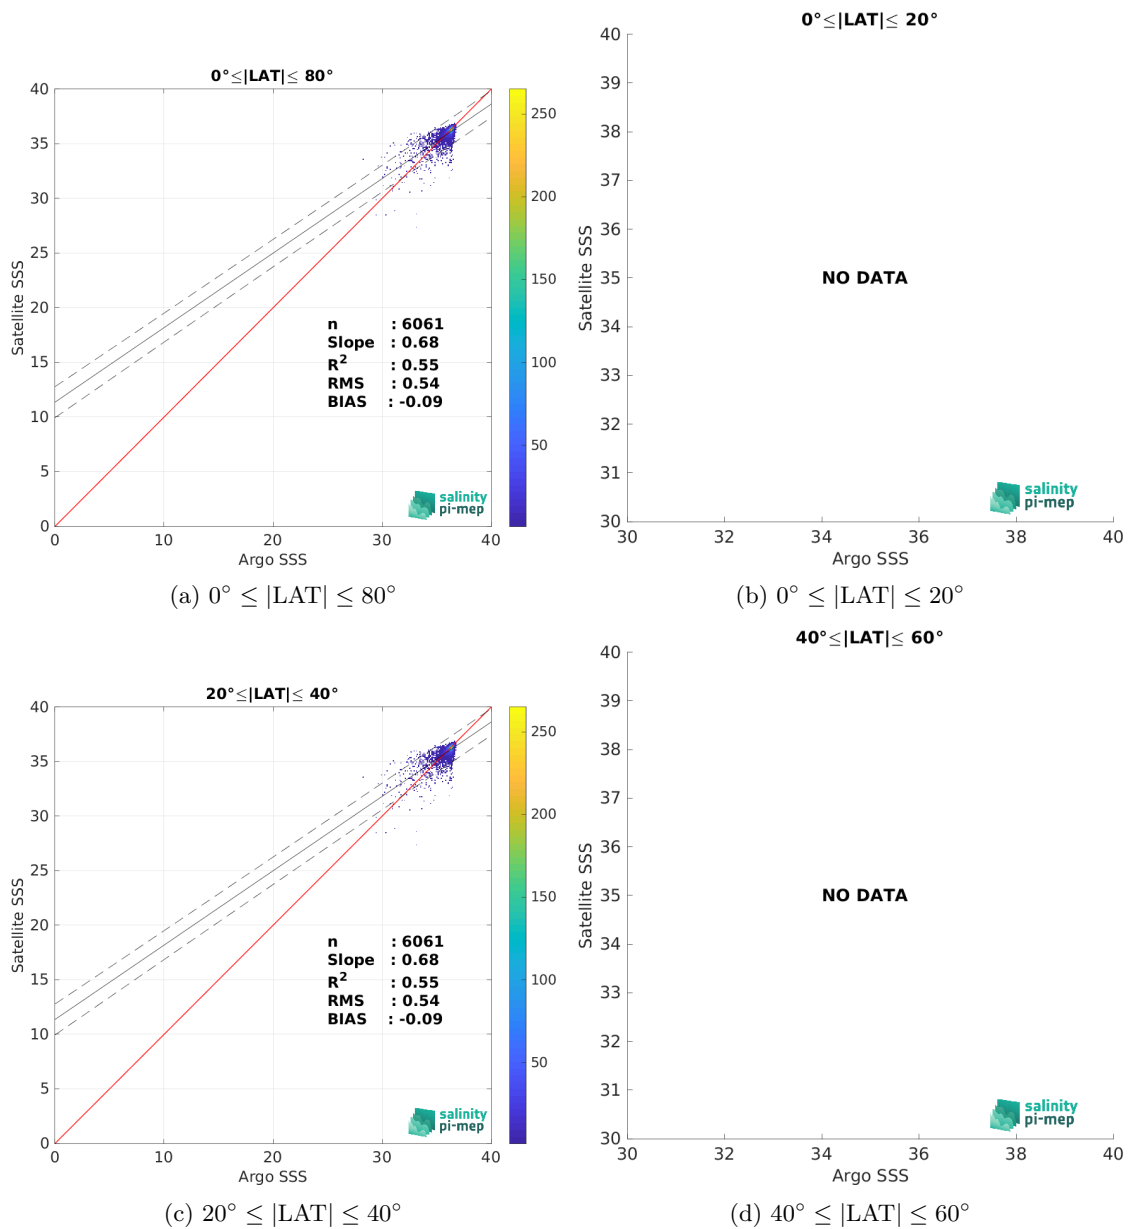 0°≤|LAT|≤ 80°
40
35
30
25
20
15
10
5
0
0
10
20
30
40
Satellite SSS
Argo SSS
n : 6061
Slope : 0.68
R² : 0.55
RMS : 0.54
BIAS : -0.09
250
200
150
100
50
salinity
pi-mep
(a) 0° ≤ |LAT| ≤ 80°
0°≤|LAT|≤ 20°
40
39
38
37
36
35
34
33
32
31
30
30
32
34
36
38
40
Satellite SSS
Argo SSS
NO DATA
salinity
pi-mep
(b) 0° ≤ |LAT| ≤ 20°
20°≤|LAT|≤ 40°
40
35
30
25
20
15
10
5
0
0
10
20
30
40
Satellite SSS
Argo SSS
n : 6061
Slope : 0.68
R² : 0.55
RMS : 0.54
BIAS : -0.09
250
200
150
100
50
salinity
pi-mep
(c) 20° ≤ |LAT| ≤ 40°
40°≤|LAT|≤ 60°
40
39
38
37
36
35
34
33
32
31
30
30
32
34
36
38
40
Satellite SSS
Argo SSS
NO DATA
salinity
pi-mep
(d) 40° ≤ |LAT| ≤ 60°